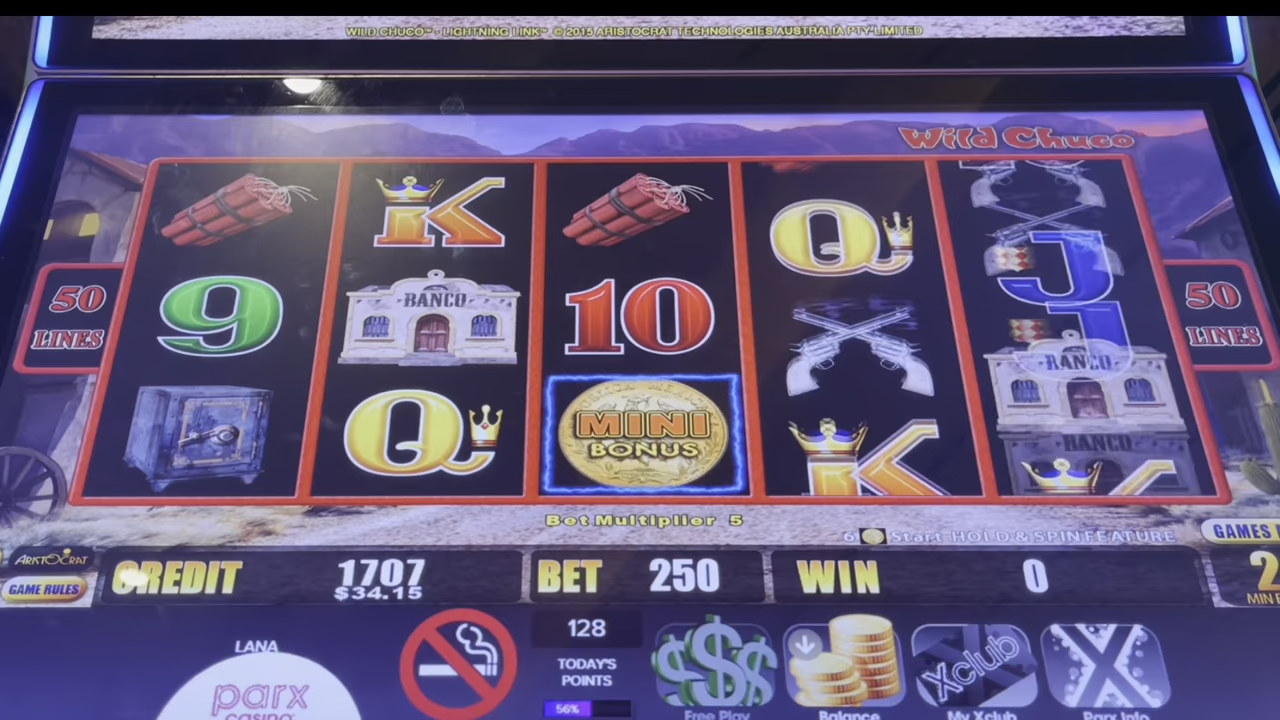 WILD CHUCO™ - LIGHTNING LINK™ © 2015 ARISTOCRAT TECHNOLOGIES AUSTRALIA PTY LIMITED
Wild Chuco
K
Q
J
J
50
LINES
9
BANCO
10
50
LINES
BANCO
BANCO
Q
MINI
BONUS
K
Bet Multiplier 5
6 Start HOLD & SPIN FEATURE
GAMES
ARISTOCRAT
GAME RULES
CREDIT
1707
$34.15
BET
250
WIN
0
2
MIN
LANA
parx
casino
128
TODAY'S
POINTS
56%
Free Play
Balance
Xclub
My Xclub
X
Parx Info